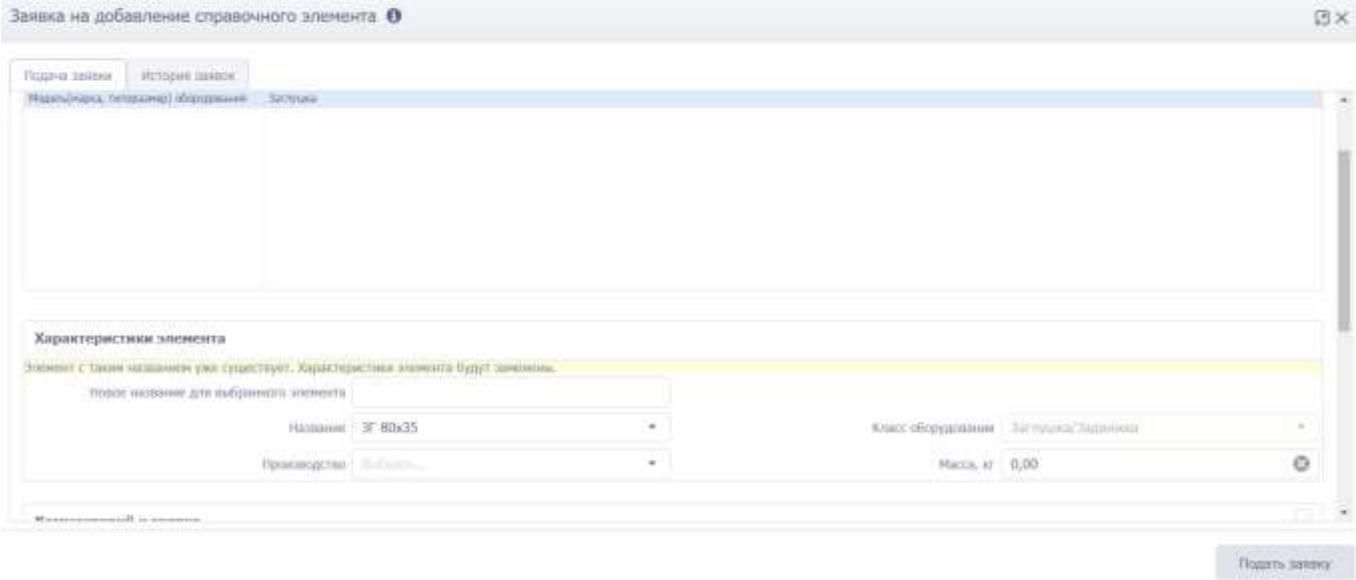 Заявка на добавление справочного элемента
Подача заявки История заявок
Модель(марка, типоразмер) оборудования Заглушка
Характеристики элемента
Элемент с таким названием уже существует. Характеристики элемента будут заменены.
Новое название для выбранного элемента
Название ЗГ 80x35 Класс оборудования Заглушка/Задвижка
Производство Выбрать...  Масса, кг 0,00
Подать заявку